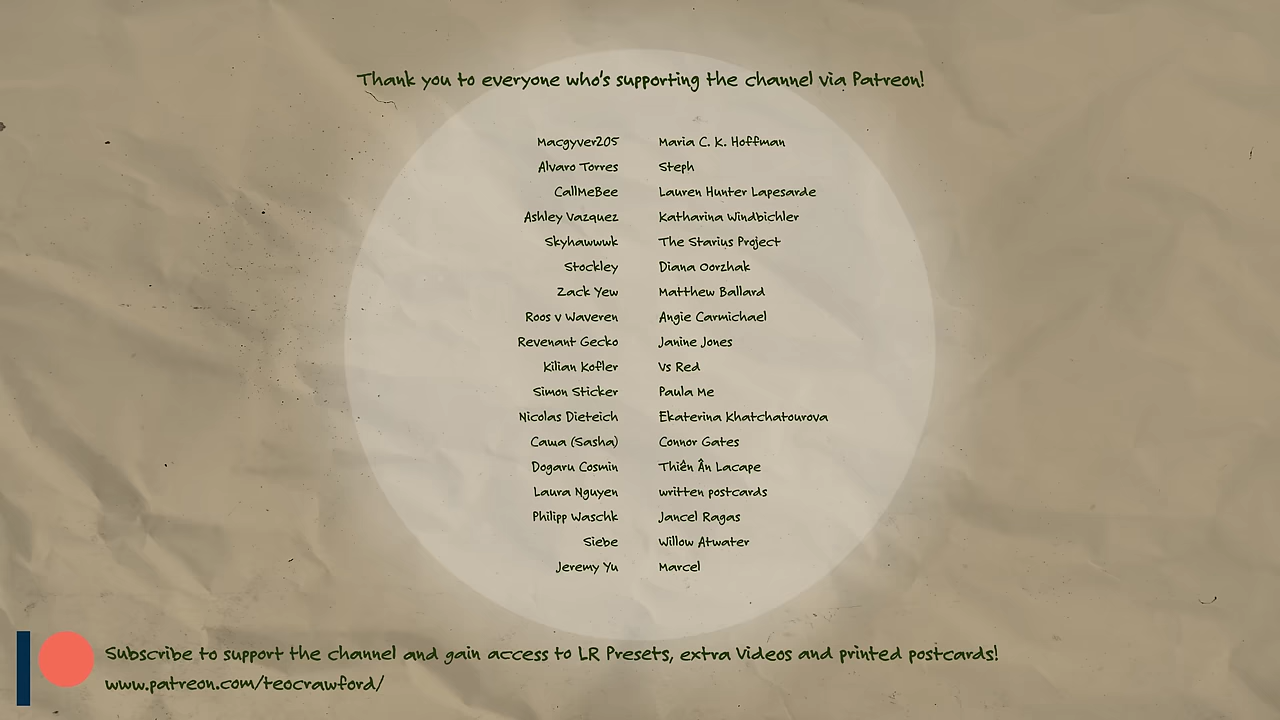 Thank you to everyone who's supporting the channel via Patreon!
Macgyver205 Maria C. K. Hoffman
Alvaro Torres Steph
CallMeBee Lauren Hunter Lapesarde
Ashley Vazquez Katharina Windbichler
Skyhawwwk The Starius Project
Stockley Diana Oorzhak
Zack Yew Matthew Ballard
Roos v Waveren Angie Carmichael
Revenant Gecko Janine Jones
Kilian Kofler Vs Red
Simon Sticker Paula Me
Nicolas Dieteich Ekaterina Khatchatourova
Саша (Sasha) Connor Gates
Dogaru Cosmin Thiên Ân Lacape
Laura Nguyen written postcards
Philipp Waschk Jancel Ragas
Siebe Willow Atwater
Jeremy Yu Marcel
Subscribe to support the channel and gain access to LR Presets, extra Videos and printed postcards!
www.patreon.com/teocrawford/